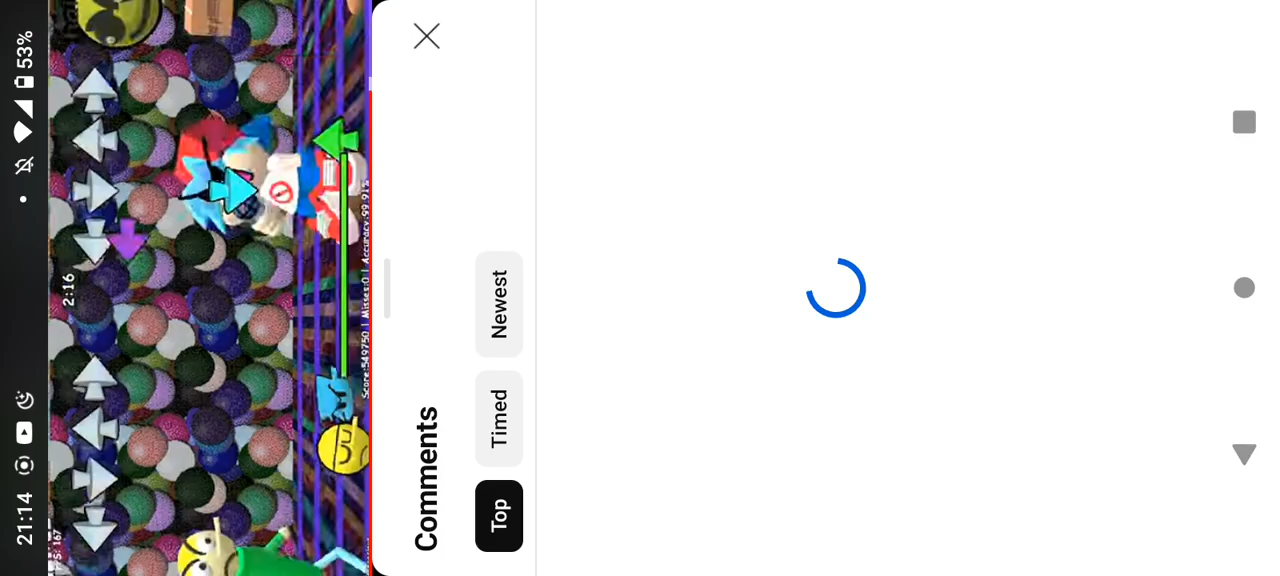 21:14
53%
2:16
Score:549750 | Misses:0 | Accuracy:99.91%
Comments
Top
Timed
Newest